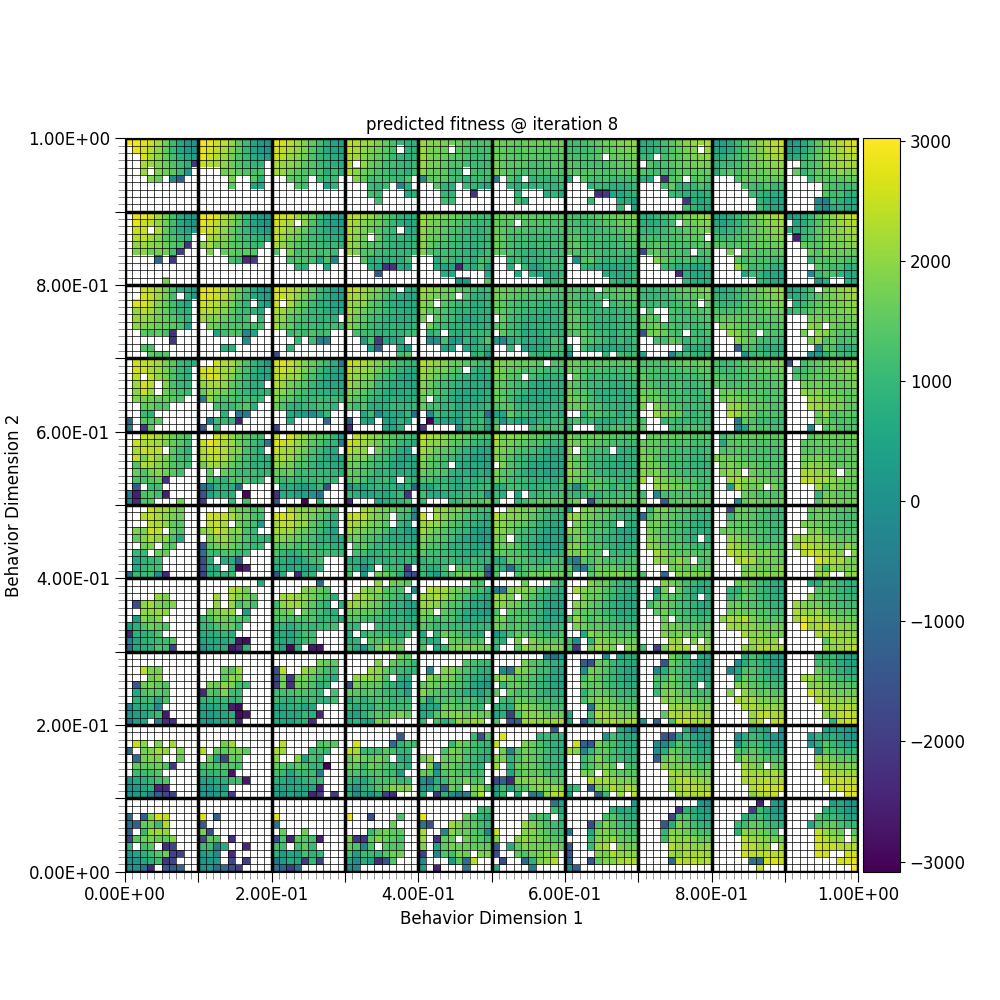 predicted fitness @ iteration 8
1.00E+00
8.00E-01
6.00E-01
4.00E-01
2.00E-01
0.00E+00
Behavior Dimension 2
0.00E+00 2.00E-01 4.00E-01 6.00E-01 8.00E-01 1.00E+00
Behavior Dimension 1
3000
2000
1000
0
−1000
−2000
−3000